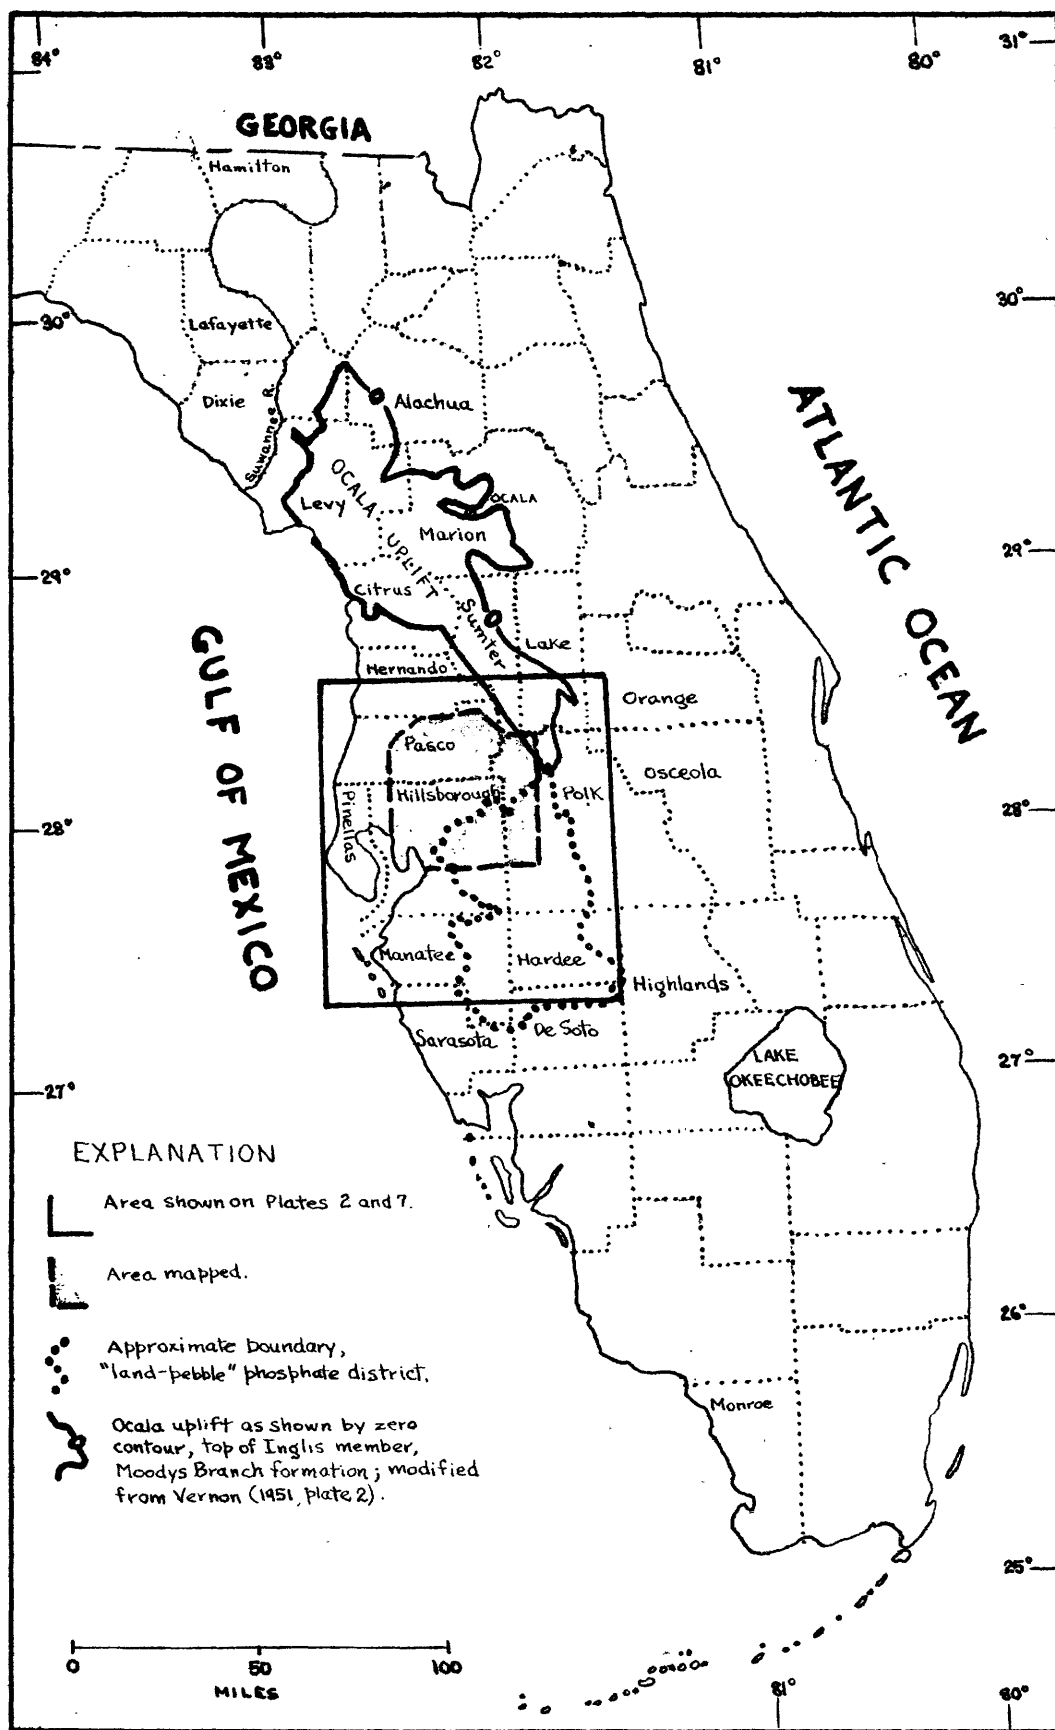 84°
83°
82°
81°
80°
31°
GEORGIA
Hamilton
30°
30°
Lafayette
Dixie
Suwannee R.
Alachua
ATLANTIC OCEAN
OCALA UPLIFT
Levy
OCALA
Marion
29°
29°
Citrus
Sumter
Lake
GULF OF MEXICO
Hernando
Orange
Pasco
Osceola
Hillsborough
Polk
Pinellas
28°
28°
Manatee
Hardee
Highlands
Sarasota
De Soto
LAKE
OKEECHOBEE
27°
27°
EXPLANATION
Area shown on Plates 2 and 7.
Area mapped.
Approximate boundary,
"land-pebble" phosphate district.
Ocala uplift as shown by zero
contour, top of Inglis member,
Moodys Branch formation; modified
from Vernon (1951, plate 2).
26°
Monroe
25°
0
50
100
MILES
81°
80°